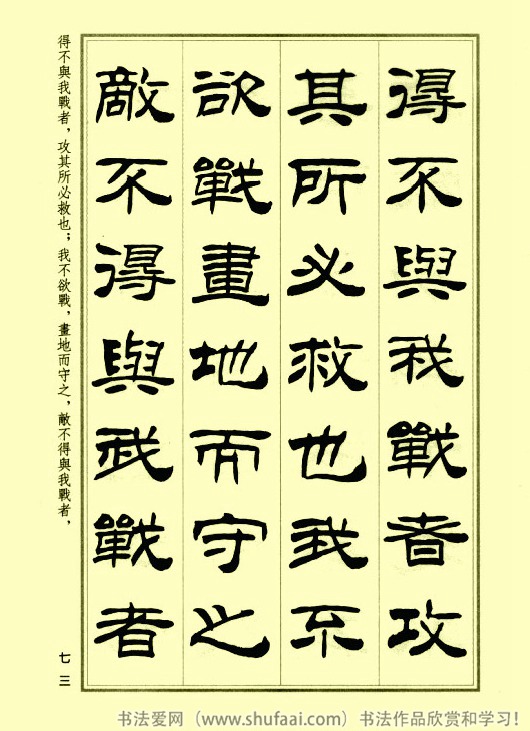 得不與我戰者攻
其所必救也我不
欲戰畫地而守之
敵不得與我戰者
得不與我戰者，攻其所必救也；我不欲戰，畫地而守之，敵不得與我戰者，
七三
书法爱网（www.shufaai.com）书法作品欣赏和学习！